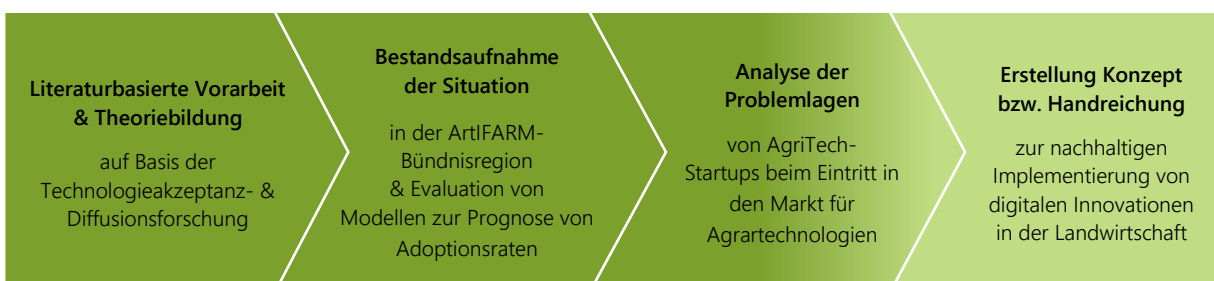 Literaturbasierte Vorarbeit
& Theoriebildung
auf Basis der
Technologieakzeptanz- &
Diffusionsforschung
Bestandsaufnahme
der Situation
in der ArtIFARM-
Bündnisregion
& Evaluation von
Modellen zur Prognose von
Adoptionsraten
Analyse der
Problemlagen
von AgriTech-
Startups beim Eintritt in
den Markt für
Agrartechnologien
Erstellung Konzept
bzw. Handreichung
zur nachhaltigen
Implementierung von
digitalen Innovationen
in der Landwirtschaft